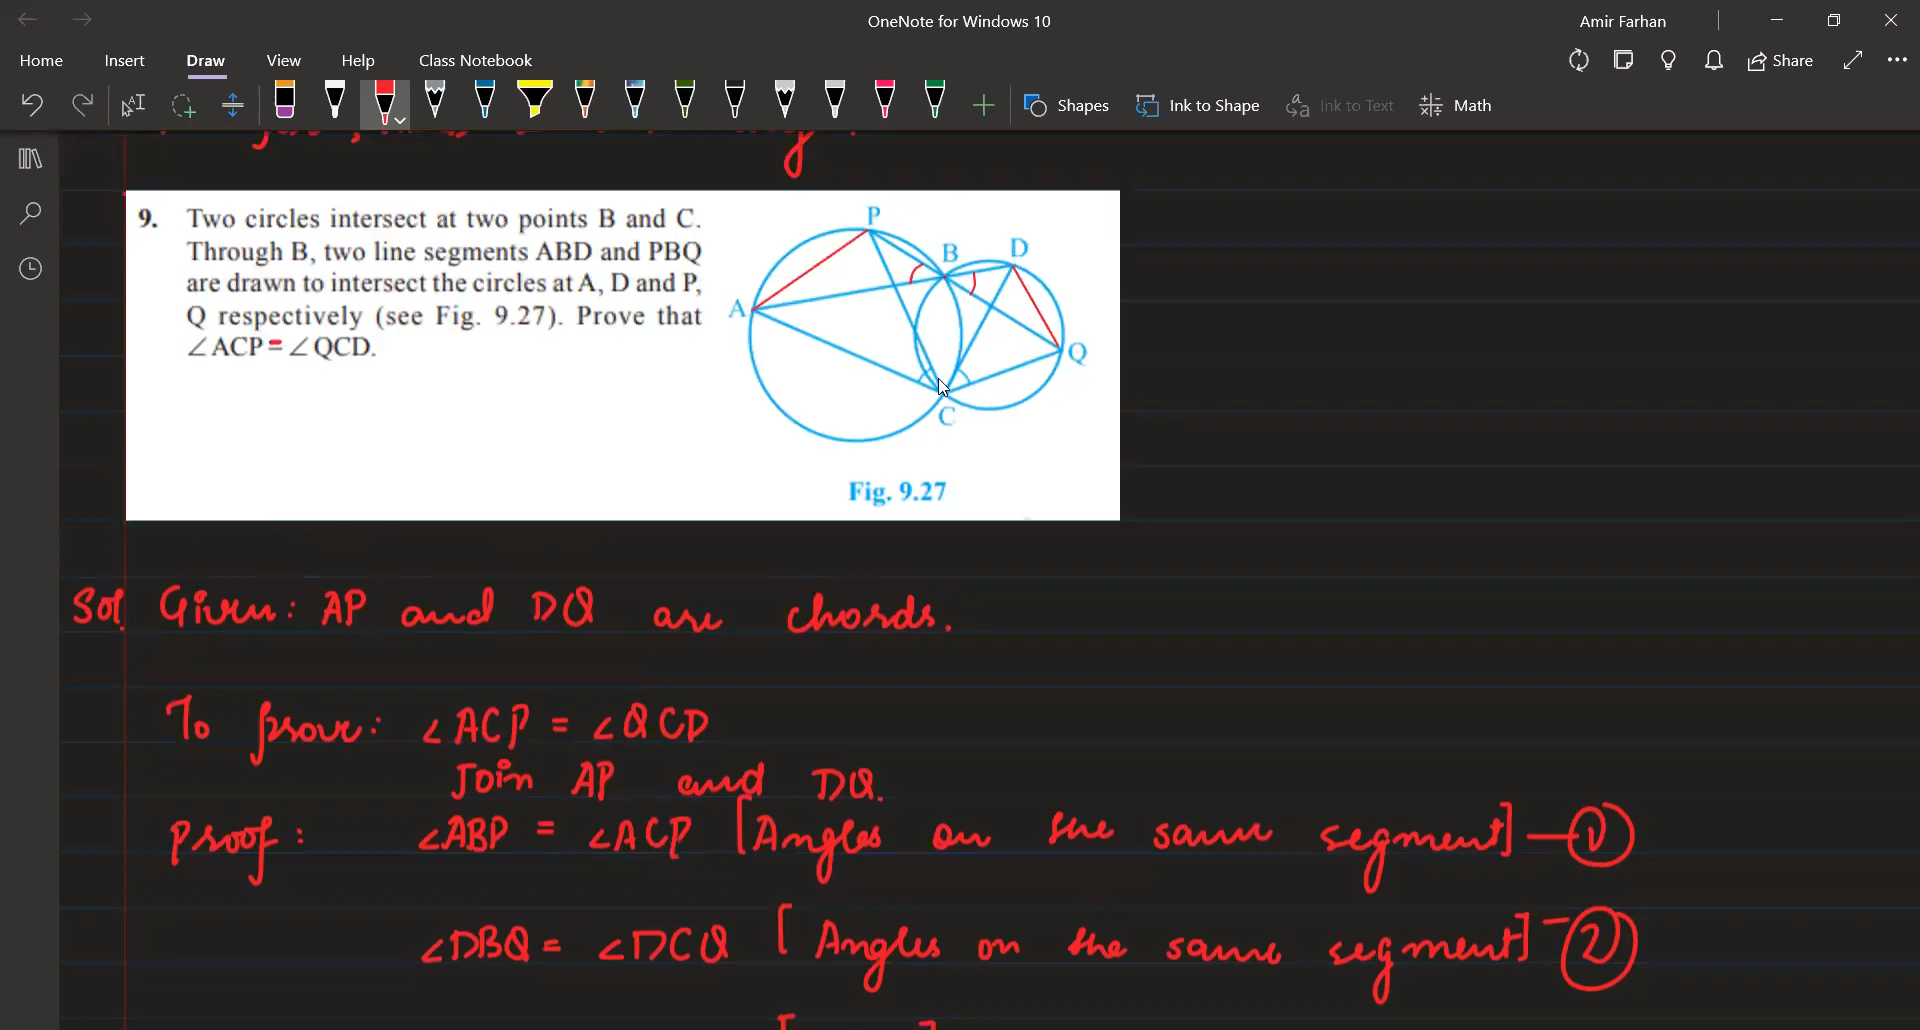 OneNote for Windows 10
Amir Farhan
Home Insert Draw View Help Class Notebook
Share
Shapes Ink to Shape Ink to Text Math
9. Two circles intersect at two points B and C.
Through B, two line segments ABD and PBQ
are drawn to intersect the circles at A, D and P,
Q respectively (see Fig. 9.27). Prove that
∠ACP = ∠QCD.
P
B
D
A
Q
C
Fig. 9.27
Sol. Given: AP and DQ are chords.
To prove: ∠ACP = ∠QCD
Join AP and DQ.
Proof: ∠ABP = ∠ACP [Angles on the same segment] — ①
∠DBQ = ∠DCQ [Angles on the same segment] — ②